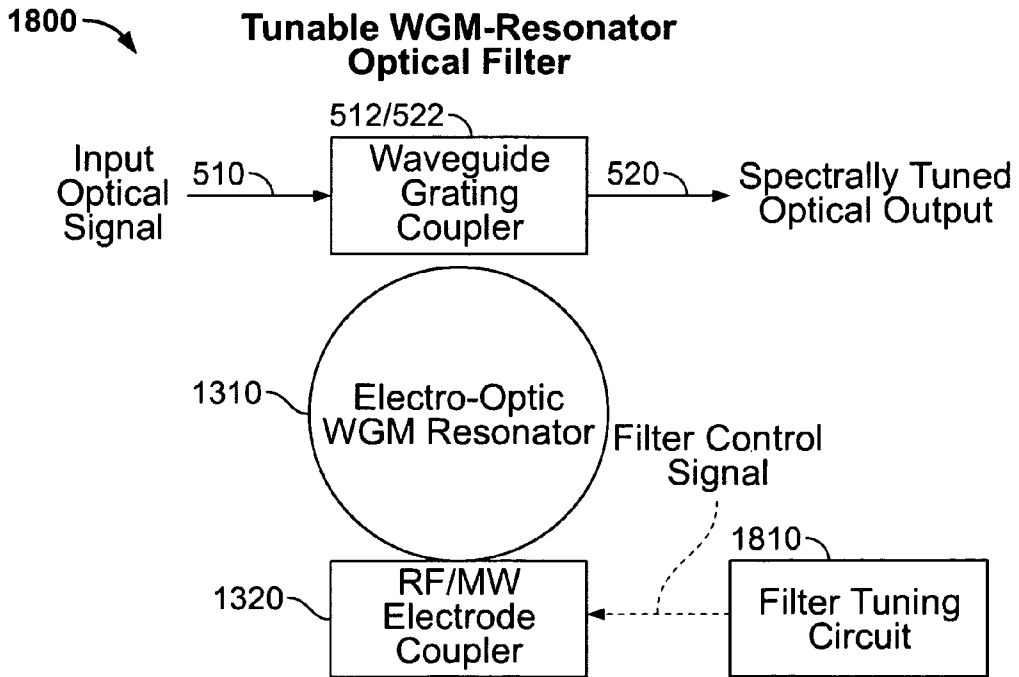 1800
Tunable WGM-Resonator
Optical Filter
512/522
Input
Optical
Signal
510
Waveguide
Grating
Coupler
520
Spectrally Tuned
Optical Output
1310
Electro-Optic
WGM Resonator
Filter Control
Signal
1320
RF/MW
Electrode
Coupler
1810
Filter Tuning
Circuit